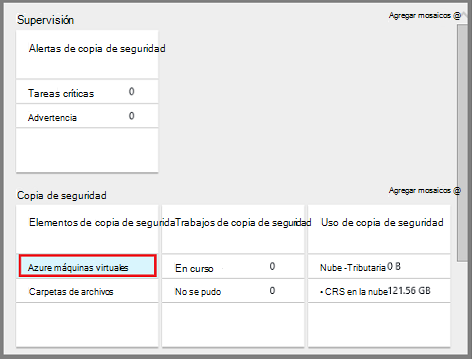 Supervisión
Agregar mosaicos @
Alertas de copia de seguridad
Tareas críticas 0
Advertencia 0
Copia de seguridad
Agregar mosaicos @
Elementos de copia de segurida
Azure máquinas virtuales
Carpetas de archivos
Trabajos de copia de seguridad
En curso 0
No se pudo 0
Uso de copia de seguridad
Nube -Tributaria 0 B
• CRS en la nube 121.56 GB